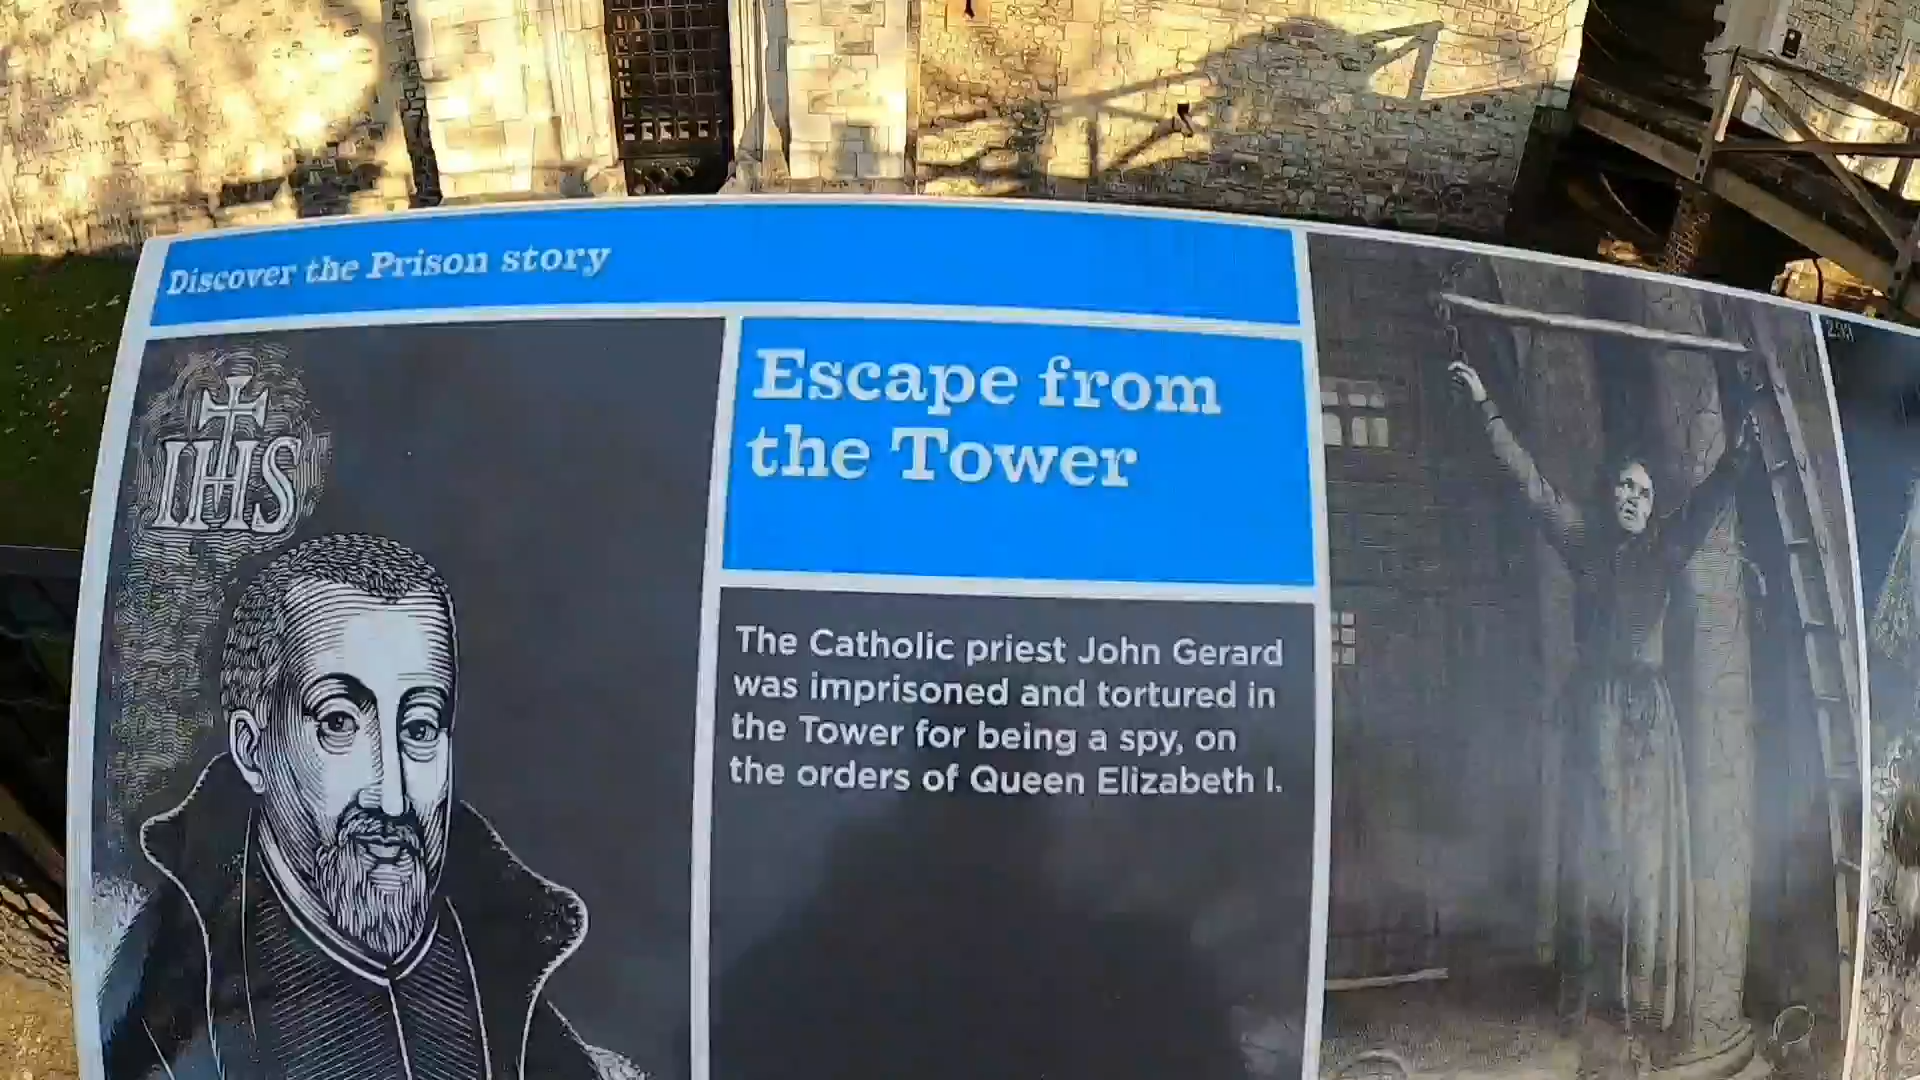 Discover the Prison story
IHS
Escape from
the Tower
The Catholic priest John Gerard
was imprisoned and tortured in
the Tower for being a spy, on
the orders of Queen Elizabeth I.